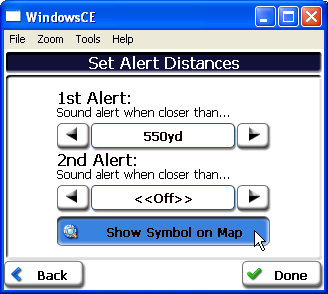 WindowsCE
File Zoom Tools Help
Set Alert Distances
1st Alert:
Sound alert when closer than...
550yd
2nd Alert:
Sound alert when closer than...
<<Off>>
Show Symbol on Map
Back Done